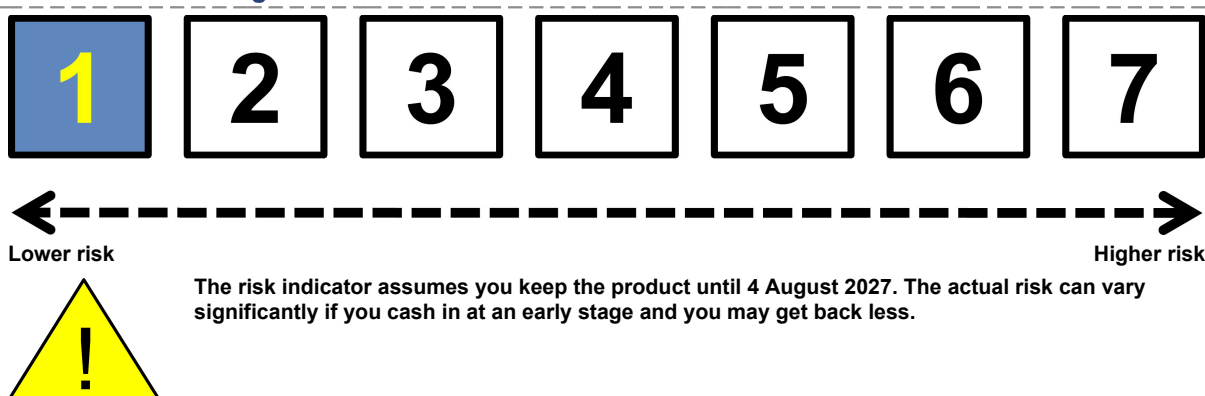 1 2 3 4 5 6 7
Lower risk Higher risk
The risk indicator assumes you keep the product until 4 August 2027. The actual risk can vary
significantly if you cash in at an early stage and you may get back less.
!